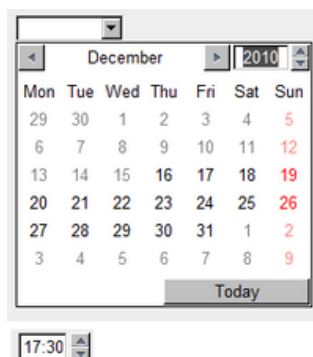 December 2010
Mon Tue Wed Thu Fri Sat Sun
29 30 1 2 3 4 5
6 7 8 9 10 11 12
13 14 15 16 17 18 19
20 21 22 23 24 25 26
27 28 29 30 31 1 2
3 4 5 6 7 8 9
Today
17:30